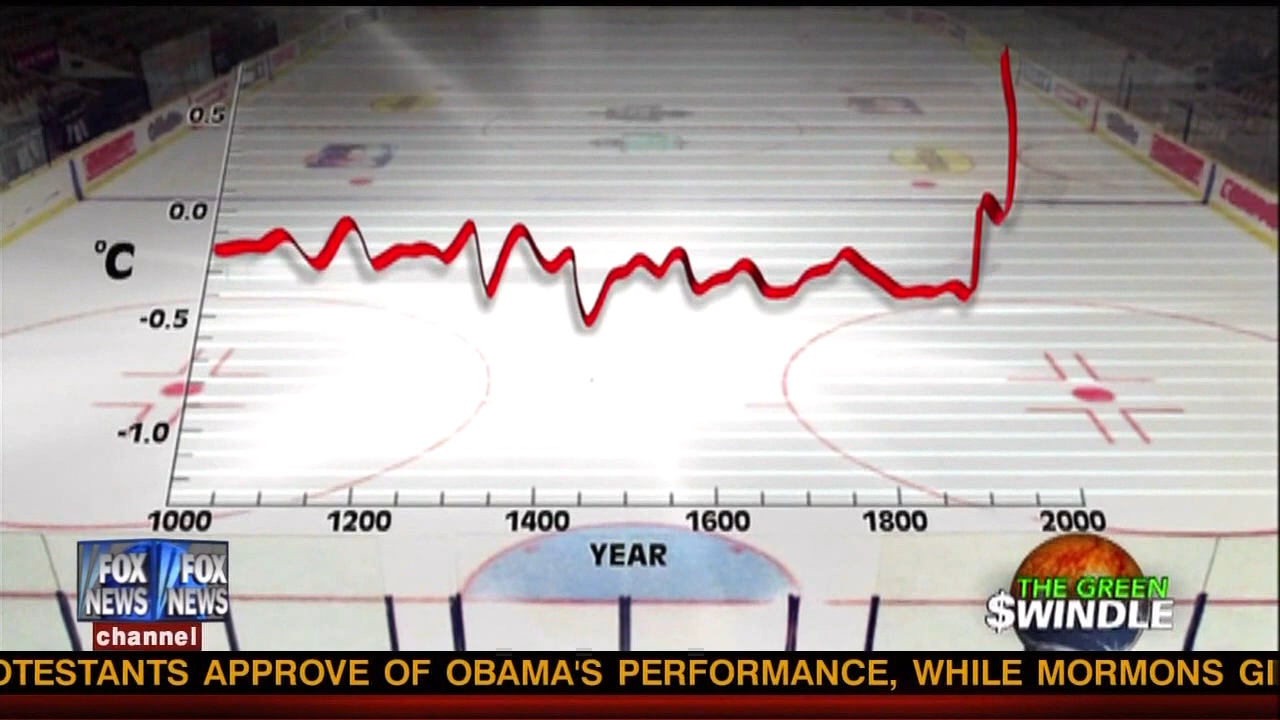 0.5
0.0
°C
-0.5
-1.0
1000 1200 1400 1600 1800 2000
YEAR
FOX NEWS FOX NEWS
channel
THE GREEN
$WINDLE
OTESTANTS APPROVE OF OBAMA'S PERFORMANCE, WHILE MORMONS GI